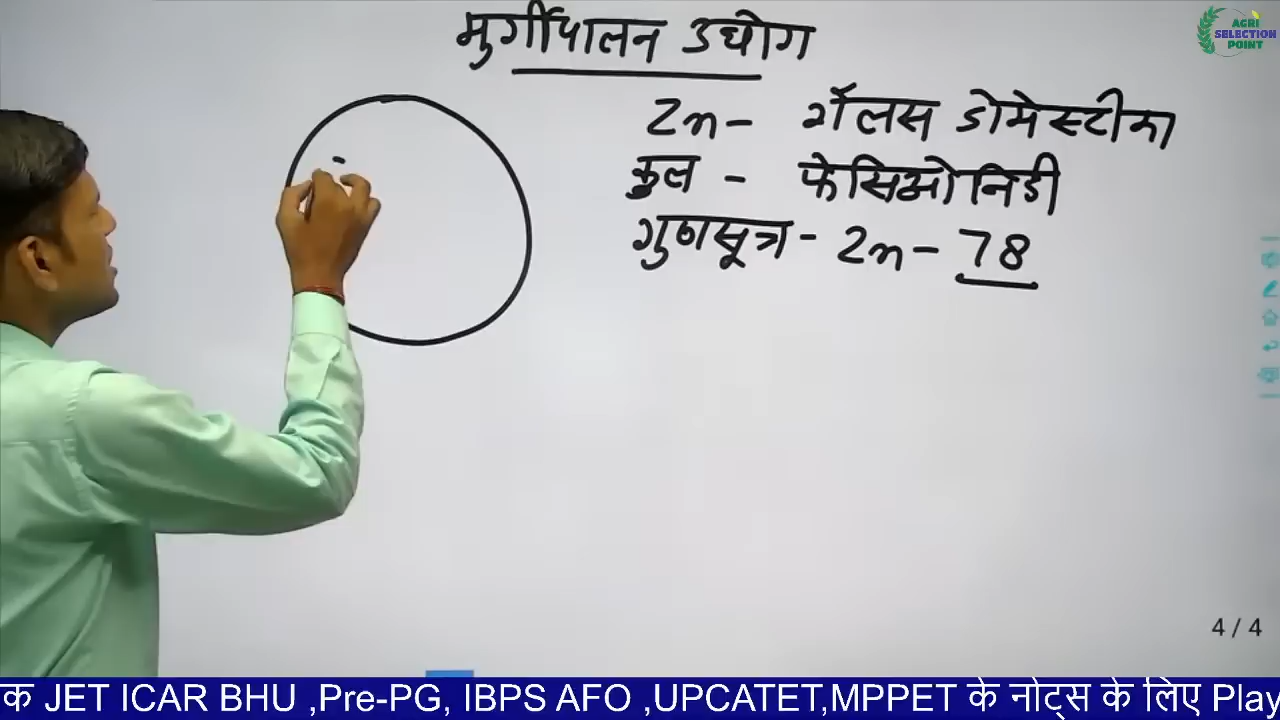 मुर्गीपालन उद्योग
2n - गैलस डोमेस्टीका
कुल - फेसिओनिडी
गुणसूत्र - 2n - 78
AGRI
SELECTION
POINT
4 / 4
क JET ICAR BHU ,Pre-PG, IBPS AFO ,UPCATET,MPPET के नोट्स के लिए Play